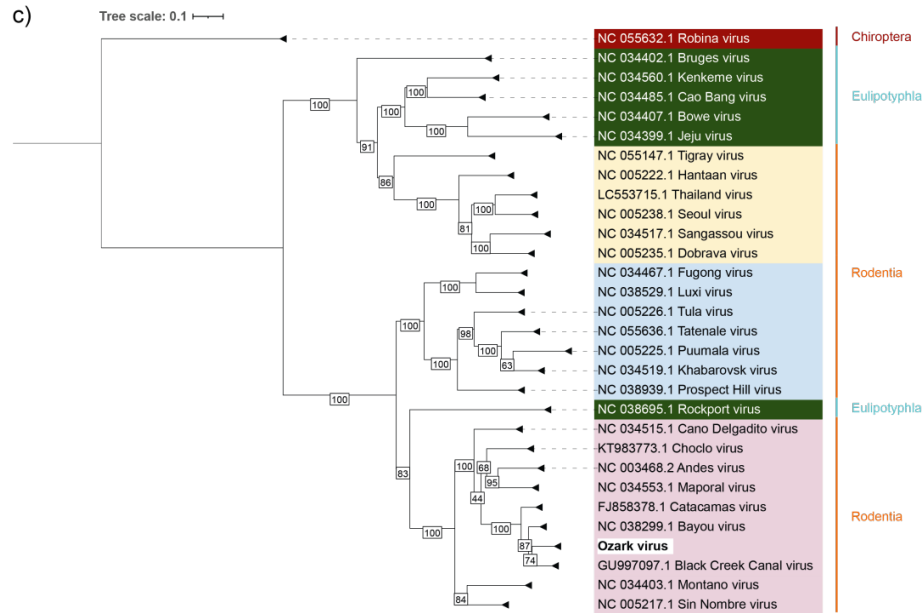 c)
Tree scale: 0.1
NC 055632.1 Robina virus
Chiroptera
NC 034402.1 Bruges virus
NC 034560.1 Kenkeme virus
100
NC 034485.1 Cao Bang virus
Eulipotyphla
100
100
NC 034407.1 Bowe virus
100
NC 034399.1 Jeju virus
91
NC 055147.1 Tigray virus
86
NC 005222.1 Hantaan virus
LC553715.1 Thailand virus
100
100
NC 005238.1 Seoul virus
81
NC 034517.1 Sangassou virus
100
NC 005235.1 Dobrava virus
NC 034467.1 Fugong virus
Rodentia
100
NC 038529.1 Luxi virus
NC 005226.1 Tula virus
100
98
NC 055636.1 Tatenale virus
100
NC 005225.1 Puumala virus
100
63
NC 034519.1 Khabarovsk virus
NC 038939.1 Prospect Hill virus
100
NC 038695.1 Rockport virus
Eulipotyphla
NC 034515.1 Cano Delgadito virus
KT983773.1 Choclo virus
100
68
NC 003468.2 Andes virus
83
95
NC 034553.1 Maporal virus
44
FJ858378.1 Catacamas virus
Rodentia
100
NC 038299.1 Bayou virus
100
87
Ozark virus
74
GU997097.1 Black Creek Canal virus
NC 034403.1 Montano virus
84
NC 005217.1 Sin Nombre virus